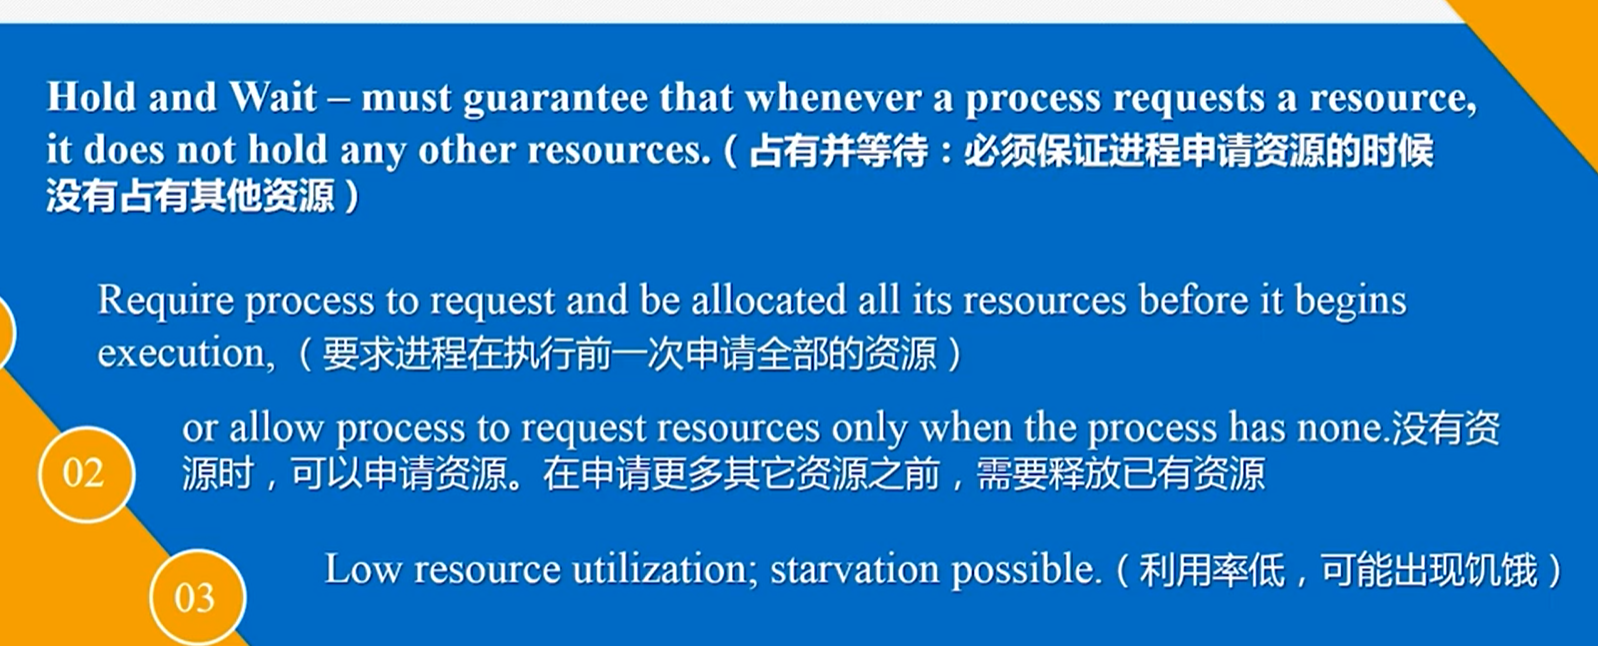 Hold and Wait – must guarantee that whenever a process requests a resource,
it does not hold any other resources.（占有并等待：必须保证进程申请资源的时候
没有占有其他资源）
Require process to request and be allocated all its resources before it begins
execution,（要求进程在执行前一次申请全部的资源）
or allow process to request resources only when the process has none.没有资
源时，可以申请资源。在申请更多其它资源之前，需要释放已有资源
02
Low resource utilization; starvation possible.（利用率低，可能出现饥饿）
03